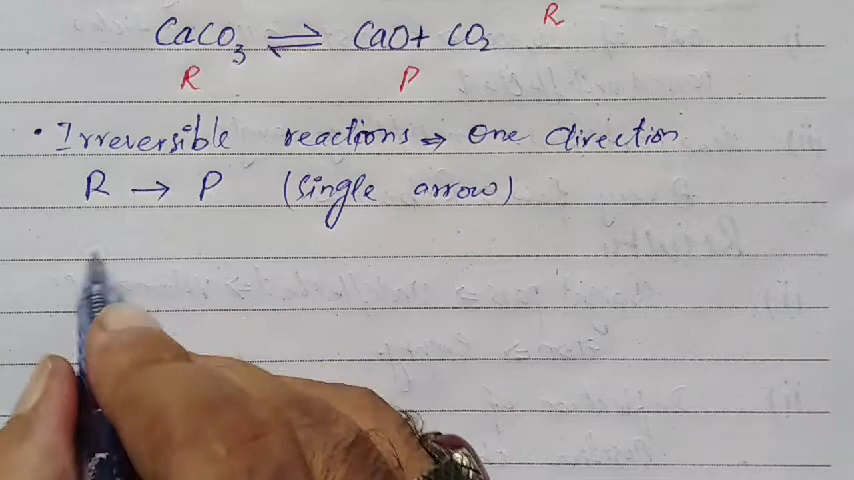 R
CaCO3 ⇌ CaO + CO2
R P
• Irreversible reactions ⇒ One direction
R → P (Single arrow)